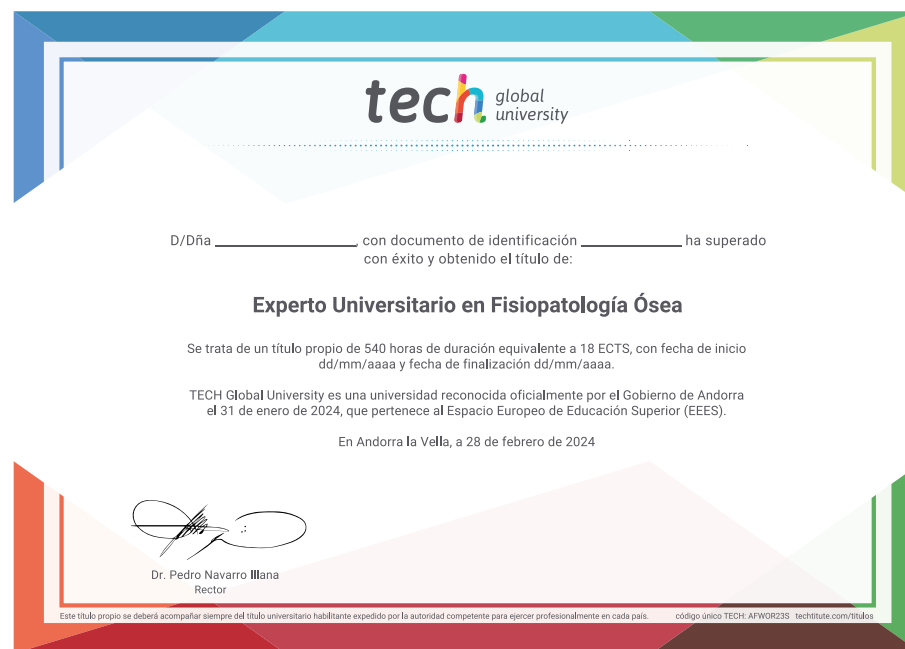 tech global university
D/Dña ____________, con documento de identificación ____________ ha superado
con éxito y obtenido el título de:
Experto Universitario en Fisiopatología Ósea
Se trata de un título propio de 540 horas de duración equivalente a 18 ECTS, con fecha de inicio
dd/mm/aaaa y fecha de finalización dd/mm/aaaa.
TECH Global University es una universidad reconocida oficialmente por el Gobierno de Andorra
el 31 de enero de 2024, que pertenece al Espacio Europeo de Educación Superior (EEES).
En Andorra la Vella, a 28 de febrero de 2024
Dr. Pedro Navarro Illana
Rector
Este título propio se deberá acompañar siempre del título universitario habilitante expedido por la autoridad competente para ejercer profesionalmente en cada país. código único TECH: AFWOR23S techtitute.com/titulos